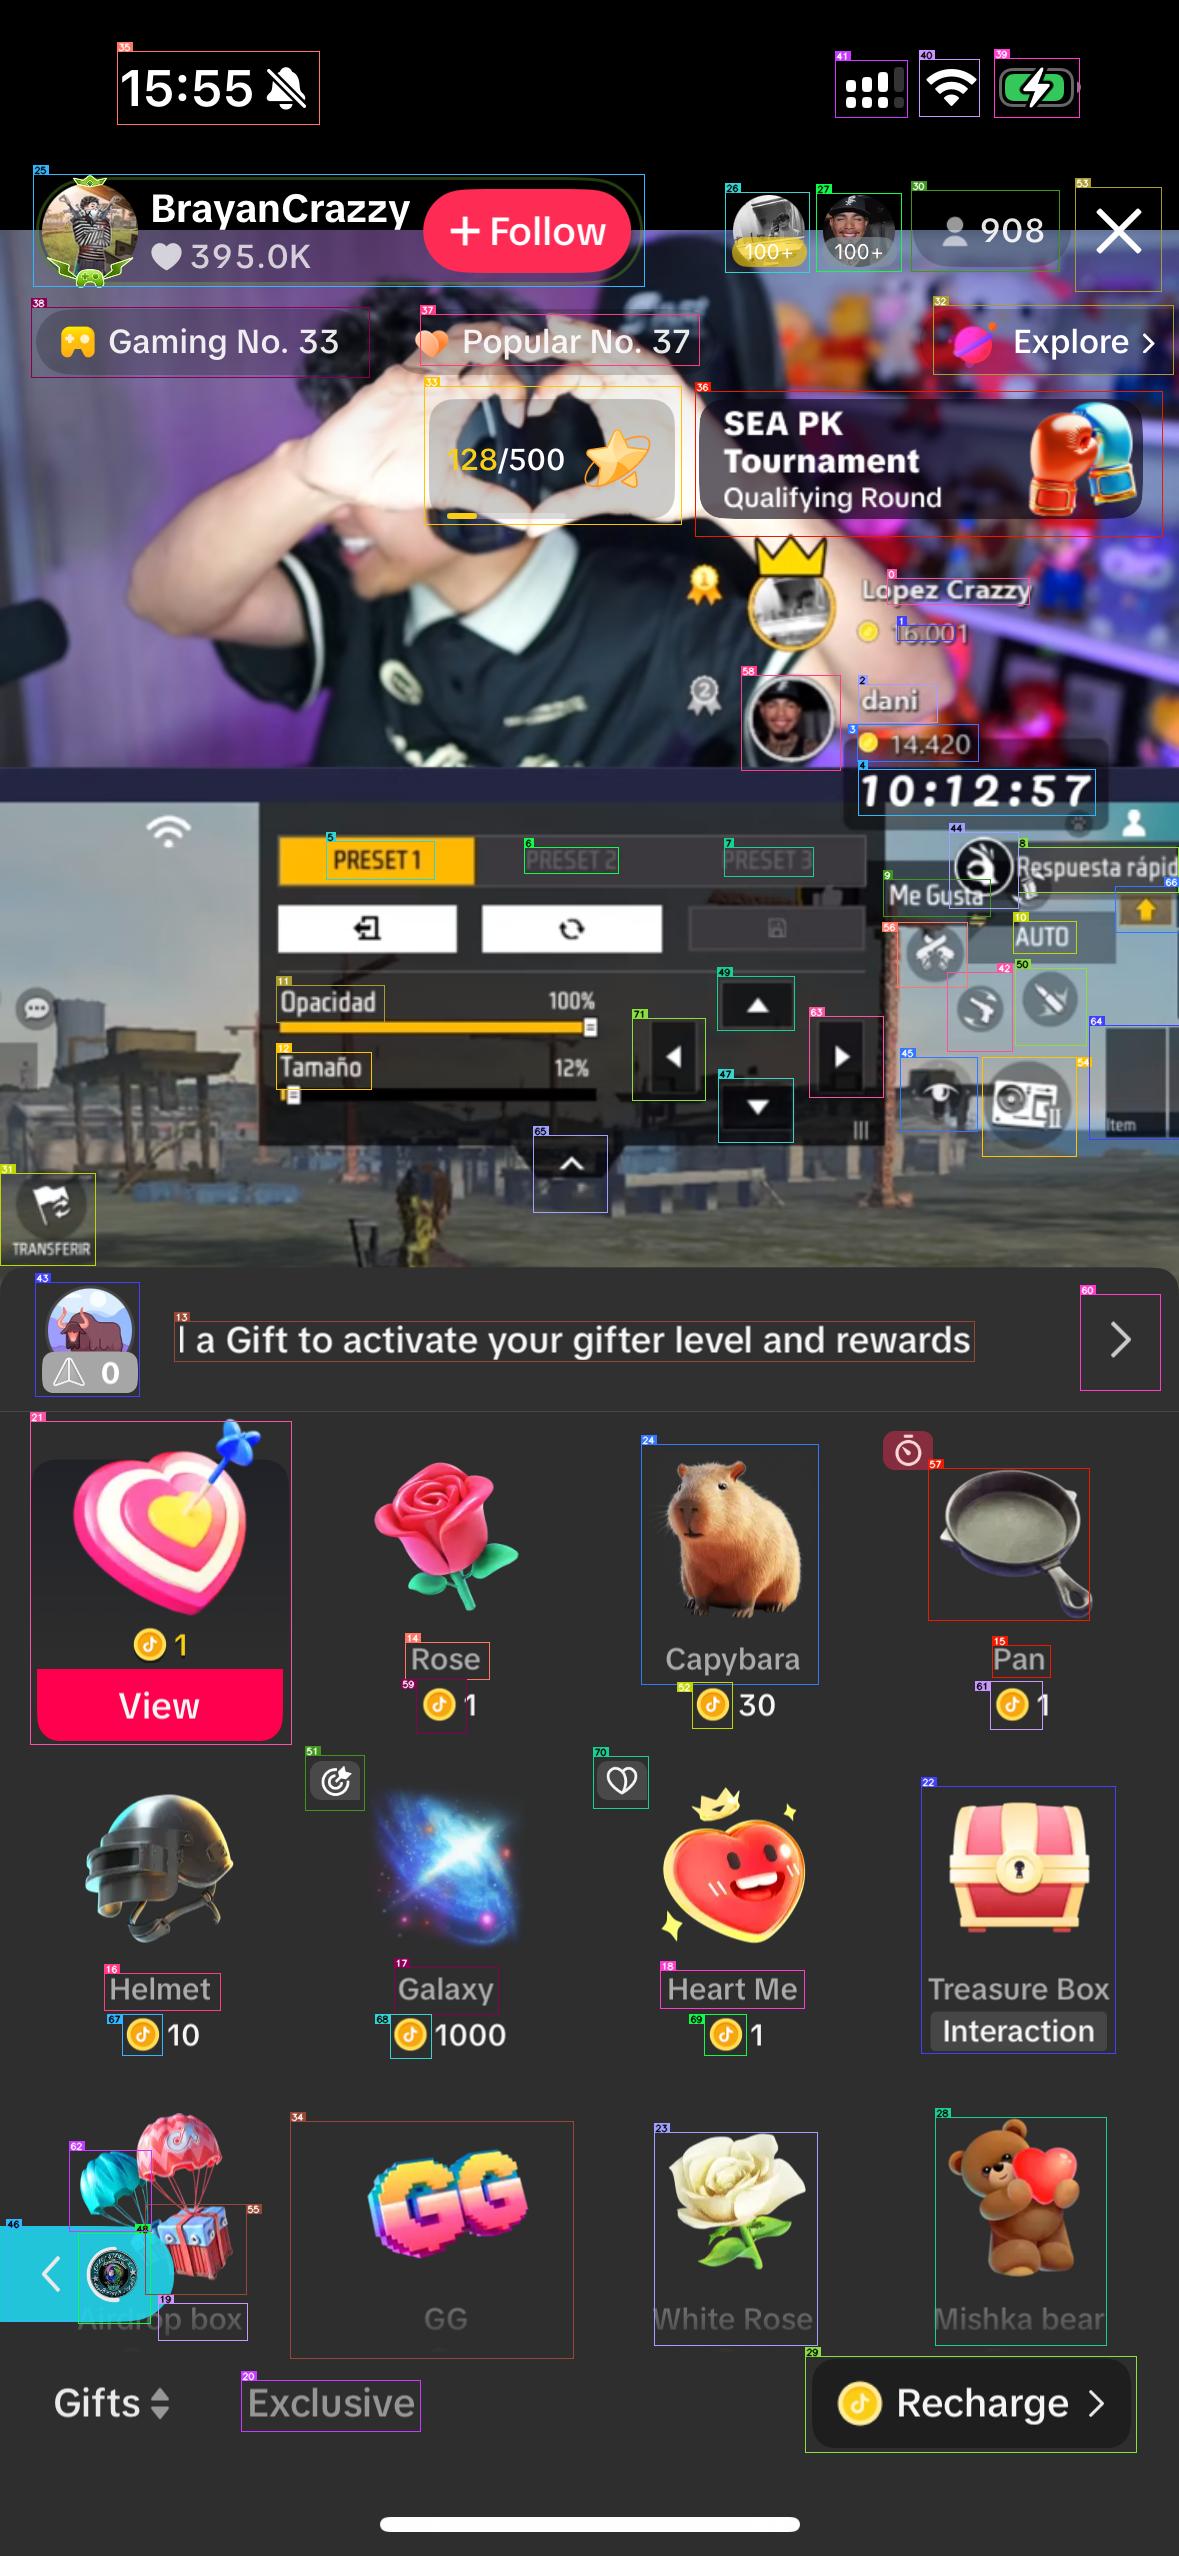 15:55
BrayanCrazzy
395.0K
+ Follow
100+
100+
908
Gaming No. 33
Popular No. 37
Explore >
128/500
SEA PK
Tournament
Qualifying Round
1
Lopez Crazzy
16.001
2
dani
14.420
10:12:57
PRESET 1
PRESET 2
PRESET 3
Respuesta rápid
Me Gusta
AUTO
Opacidad
100%
Tamaño
12%
Item
TRANSFERIR
0
l a Gift to activate your gifter level and rewards
1
View
Rose
1
Capybara
30
Pan
1
Helmet
10
Galaxy
1000
Heart Me
1
Treasure Box
Interaction
Airdrop box
GG
GG
White Rose
Mishka bear
Gifts
Exclusive
Recharge >